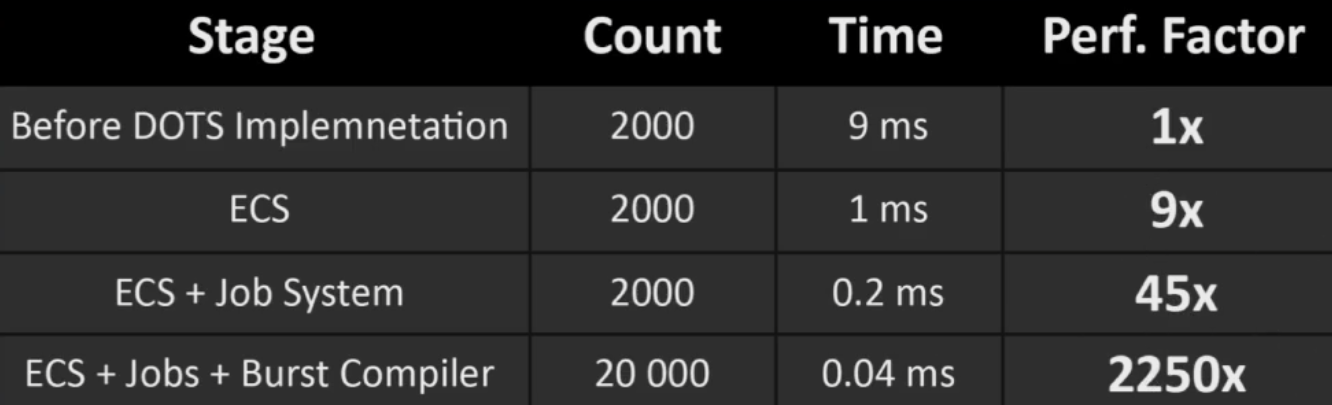 Stage Count Time Perf. Factor
Before DOTS Implemnetation 2000 9 ms 1x
ECS 2000 1 ms 9x
ECS + Job System 2000 0.2 ms 45x
ECS + Jobs + Burst Compiler 20 000 0.04 ms 2250x